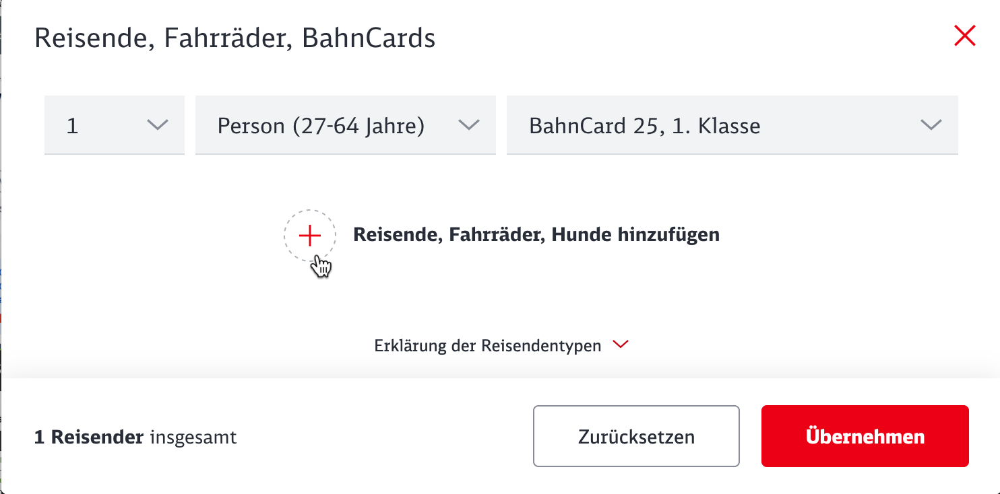 Reisende, Fahrräder, BahnCards
1 Person (27-64 Jahre) BahnCard 25, 1. Klasse
Reisende, Fahrräder, Hunde hinzufügen
Erklärung der Reisendentypen
1 Reisender insgesamt Zurücksetzen Übernehmen